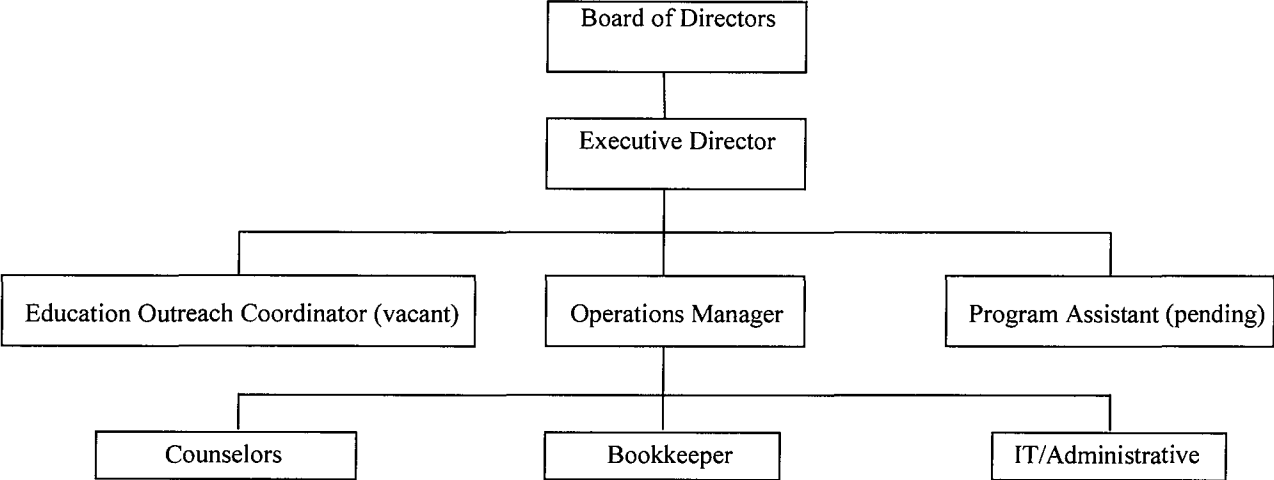 Board of Directors
Executive Director
Education Outreach Coordinator (vacant)
Operations Manager
Program Assistant (pending)
Counselors
Bookkeeper
IT/Administrative